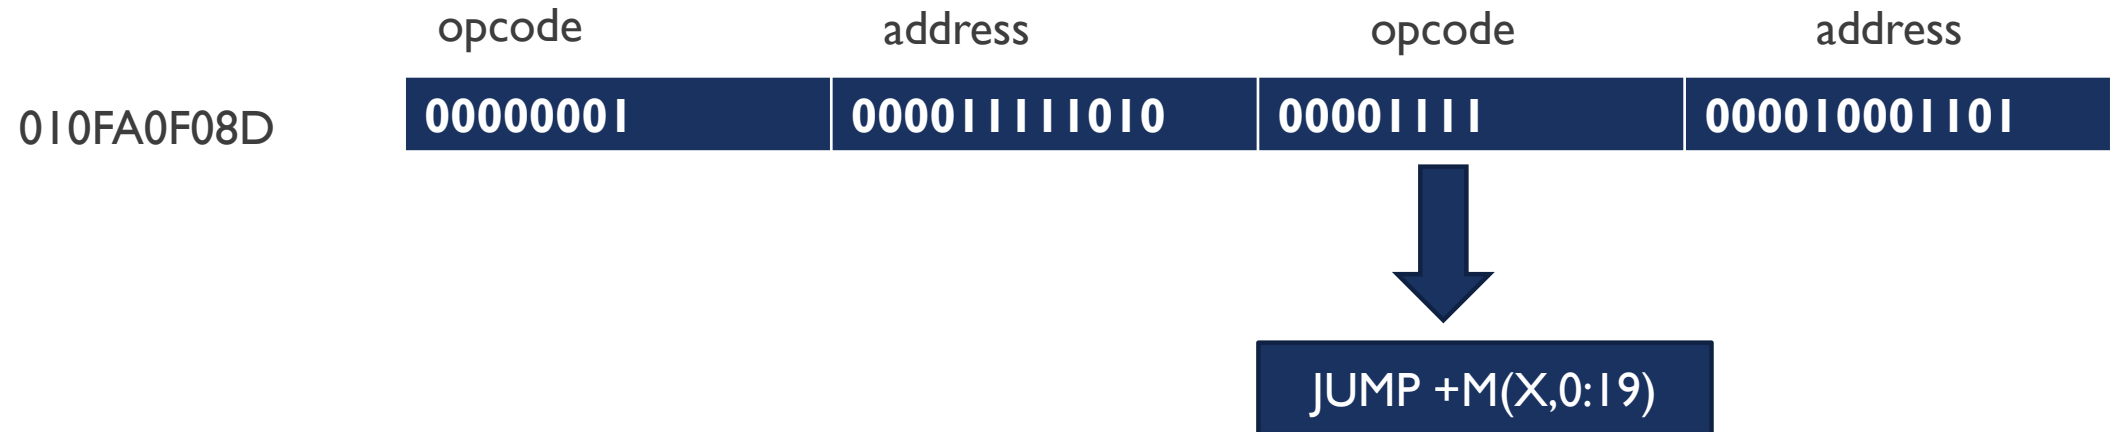 opcode address opcode address
010FA0F08D 00000001 000011111010 00001111 000010001101
JUMP +M(X,0:19)